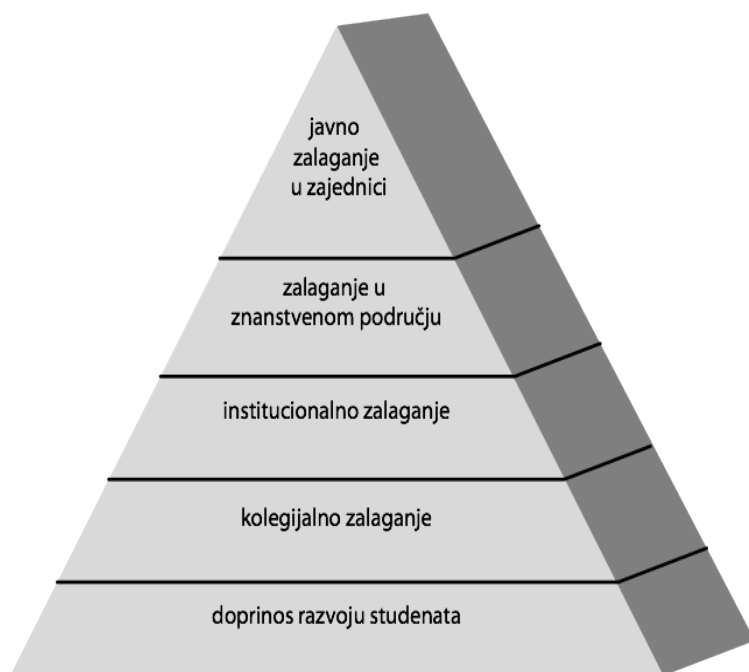 javno
zalaganje
u zajednici
zalaganje u
znanstvenom području
institucionalno zalaganje
kolegijalno zalaganje
doprinos razvoju studenata